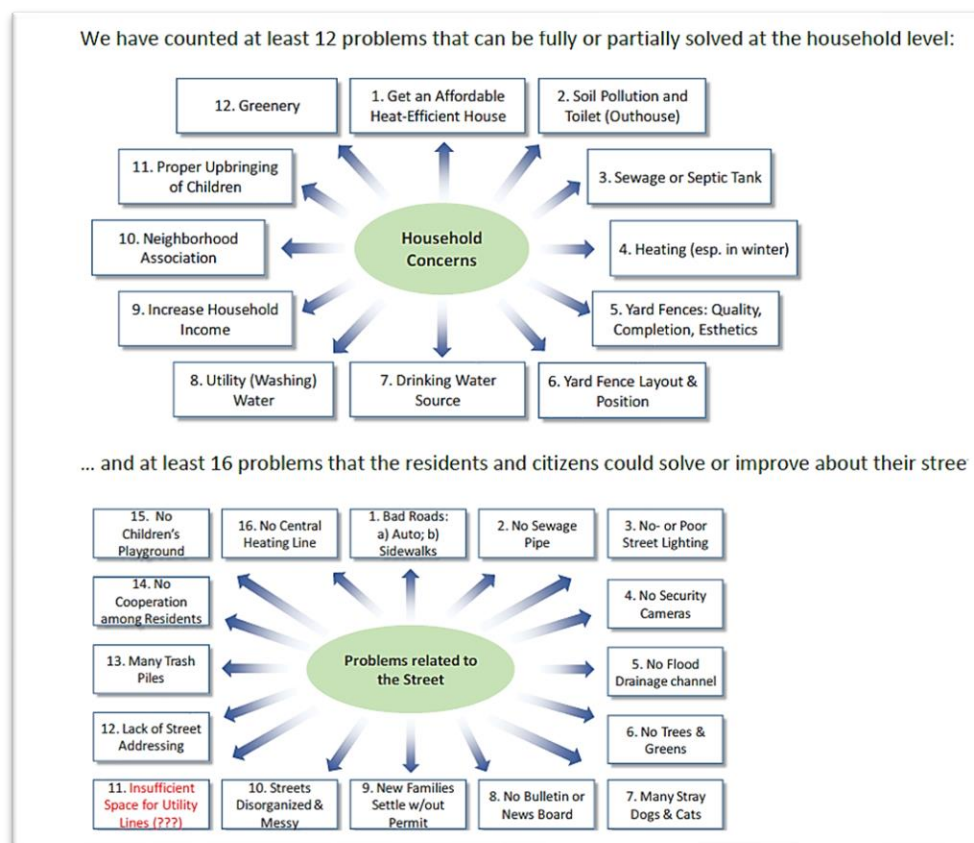 We have counted at least 12 problems that can be fully or partially solved at the household level:
12. Greenery
1. Get an Affordable
Heat-Efficient House
2. Soil Pollution and
Toilet (Outhouse)
11. Proper Upbringing
of Children
3. Sewage or Septic Tank
Household
Concerns
10. Neighborhood
Association
4. Heating (esp. in winter)
9. Increase Household
Income
5. Yard Fences: Quality,
Completion, Esthetics
8. Utility (Washing)
Water
7. Drinking Water
Source
6. Yard Fence Layout &
Position
... and at least 16 problems that the residents and citizens could solve or improve about their stree
15. No
Children's
Playground
16. No Central
Heating Line
1. Bad Roads:
a) Auto; b)
Sidewalks
2. No Sewage
Pipe
3. No- or Poor
Street Lighting
14. No
Cooperation
among Residents
4. No Security
Cameras
Problems related to
the Street
13. Many Trash
Piles
5. No Flood
Drainage channel
12. Lack of Street
Addressing
6. No Trees &
Greens
11. Insufficient
Space for Utility
Lines (???)
10. Streets
Disorganized &
Messy
9. New Families
Settle w/out
Permit
8. No Bulletin or
News Board
7. Many Stray
Dogs & Cats